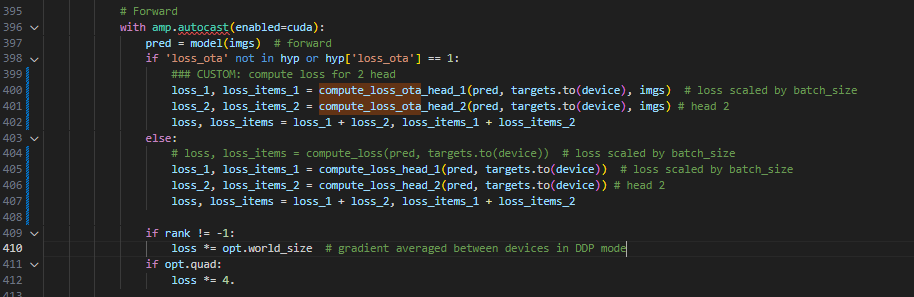 395 # Forward
396 with amp.autocast(enabled=cuda):
397 pred = model(imgs)  # forward
398 if 'loss_ota' not in hyp or hyp['loss_ota'] == 1:
399 ### CUSTOM: compute loss for 2 head
400 loss_1, loss_items_1 = compute_loss_ota_head_1(pred, targets.to(device), imgs)  # loss scaled by batch_size
401 loss_2, loss_items_2 = compute_loss_ota_head_2(pred, targets.to(device), imgs) # head 2
402 loss, loss_items = loss_1 + loss_2, loss_items_1 + loss_items_2
403 else:
404 # loss, loss_items = compute_loss(pred, targets.to(device))  # loss scaled by batch_size
405 loss_1, loss_items_1 = compute_loss_head_1(pred, targets.to(device))  # loss scaled by batch_size
406 loss_2, loss_items_2 = compute_loss_head_2(pred, targets.to(device)) # head 2
407 loss, loss_items = loss_1 + loss_2, loss_items_1 + loss_items_2
408
409 if rank != -1:
410 loss *= opt.world_size  # gradient averaged between devices in DDP mode
411 if opt.quad:
412 loss *= 4.
413